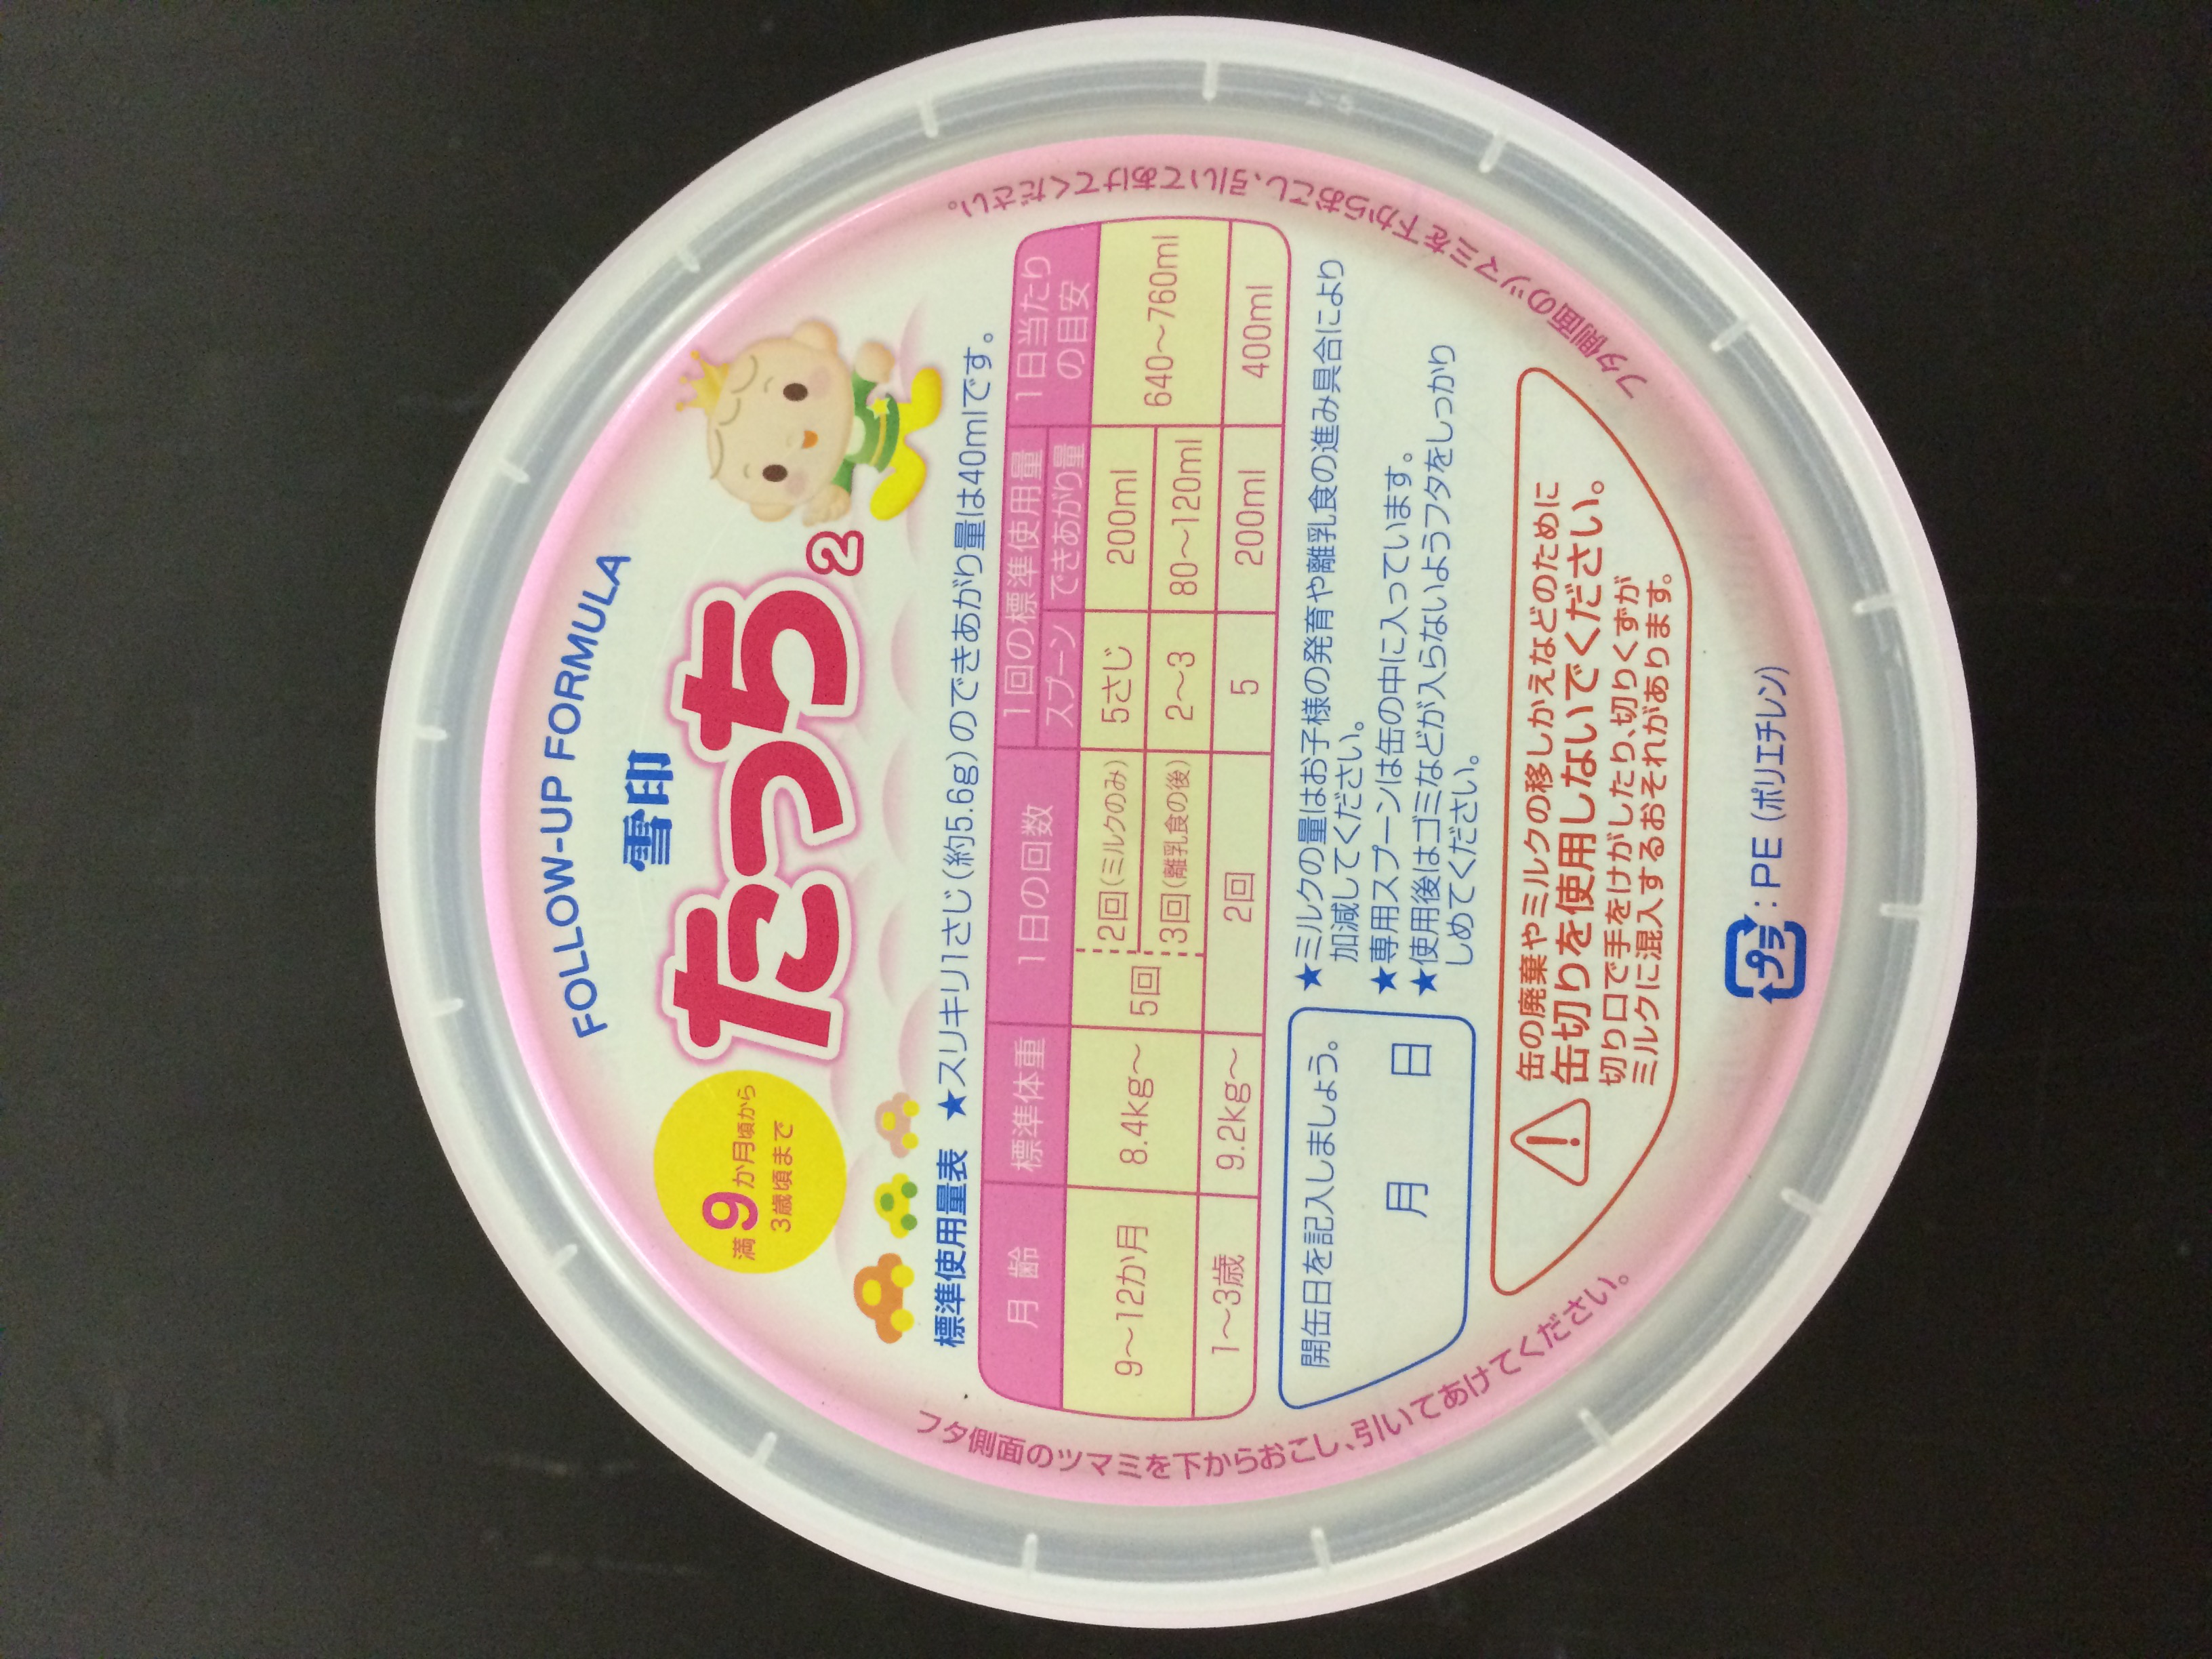 FOLLOW-UP FORMULA
雪印
たっち
2
満9か月頃から
3歳頃まで
標準使用量表 ★スリキリ1さじ(約5.6g)のできあがり量は40mlです。
月 齢 標準体重 1日の回数 1回の標準使用量 1日当たりの目安
スプーン できあがり量
9～12か月 8.4kg～ 5回 2回(ミルクのみ) 5さじ 200ml 640～760ml
3回(離乳食の後) 2～3 80～120ml
1～3歳 9.2kg～ 2回 5 200ml 400ml
開缶日を記入しましょう。
月 日
★ミルクの量はお子様の発育や離乳食の進み具合により
加減してください。
★専用スプーンは缶の中に入っています。
★使用後はゴミなどが入らないようフタをしっかり
しめてください。
缶の廃棄やミルクの移しかえなどのために
缶切りを使用しないでください。
切り口で手をけがしたり、切りくずが
ミルクに混入するおそれがあります。
プラ : PE (ポリエチレン)
フタ側面のツマミを下からおこし、引いてあけてください。
フタ側面のツマミを下からおこし、引いてあけてください。